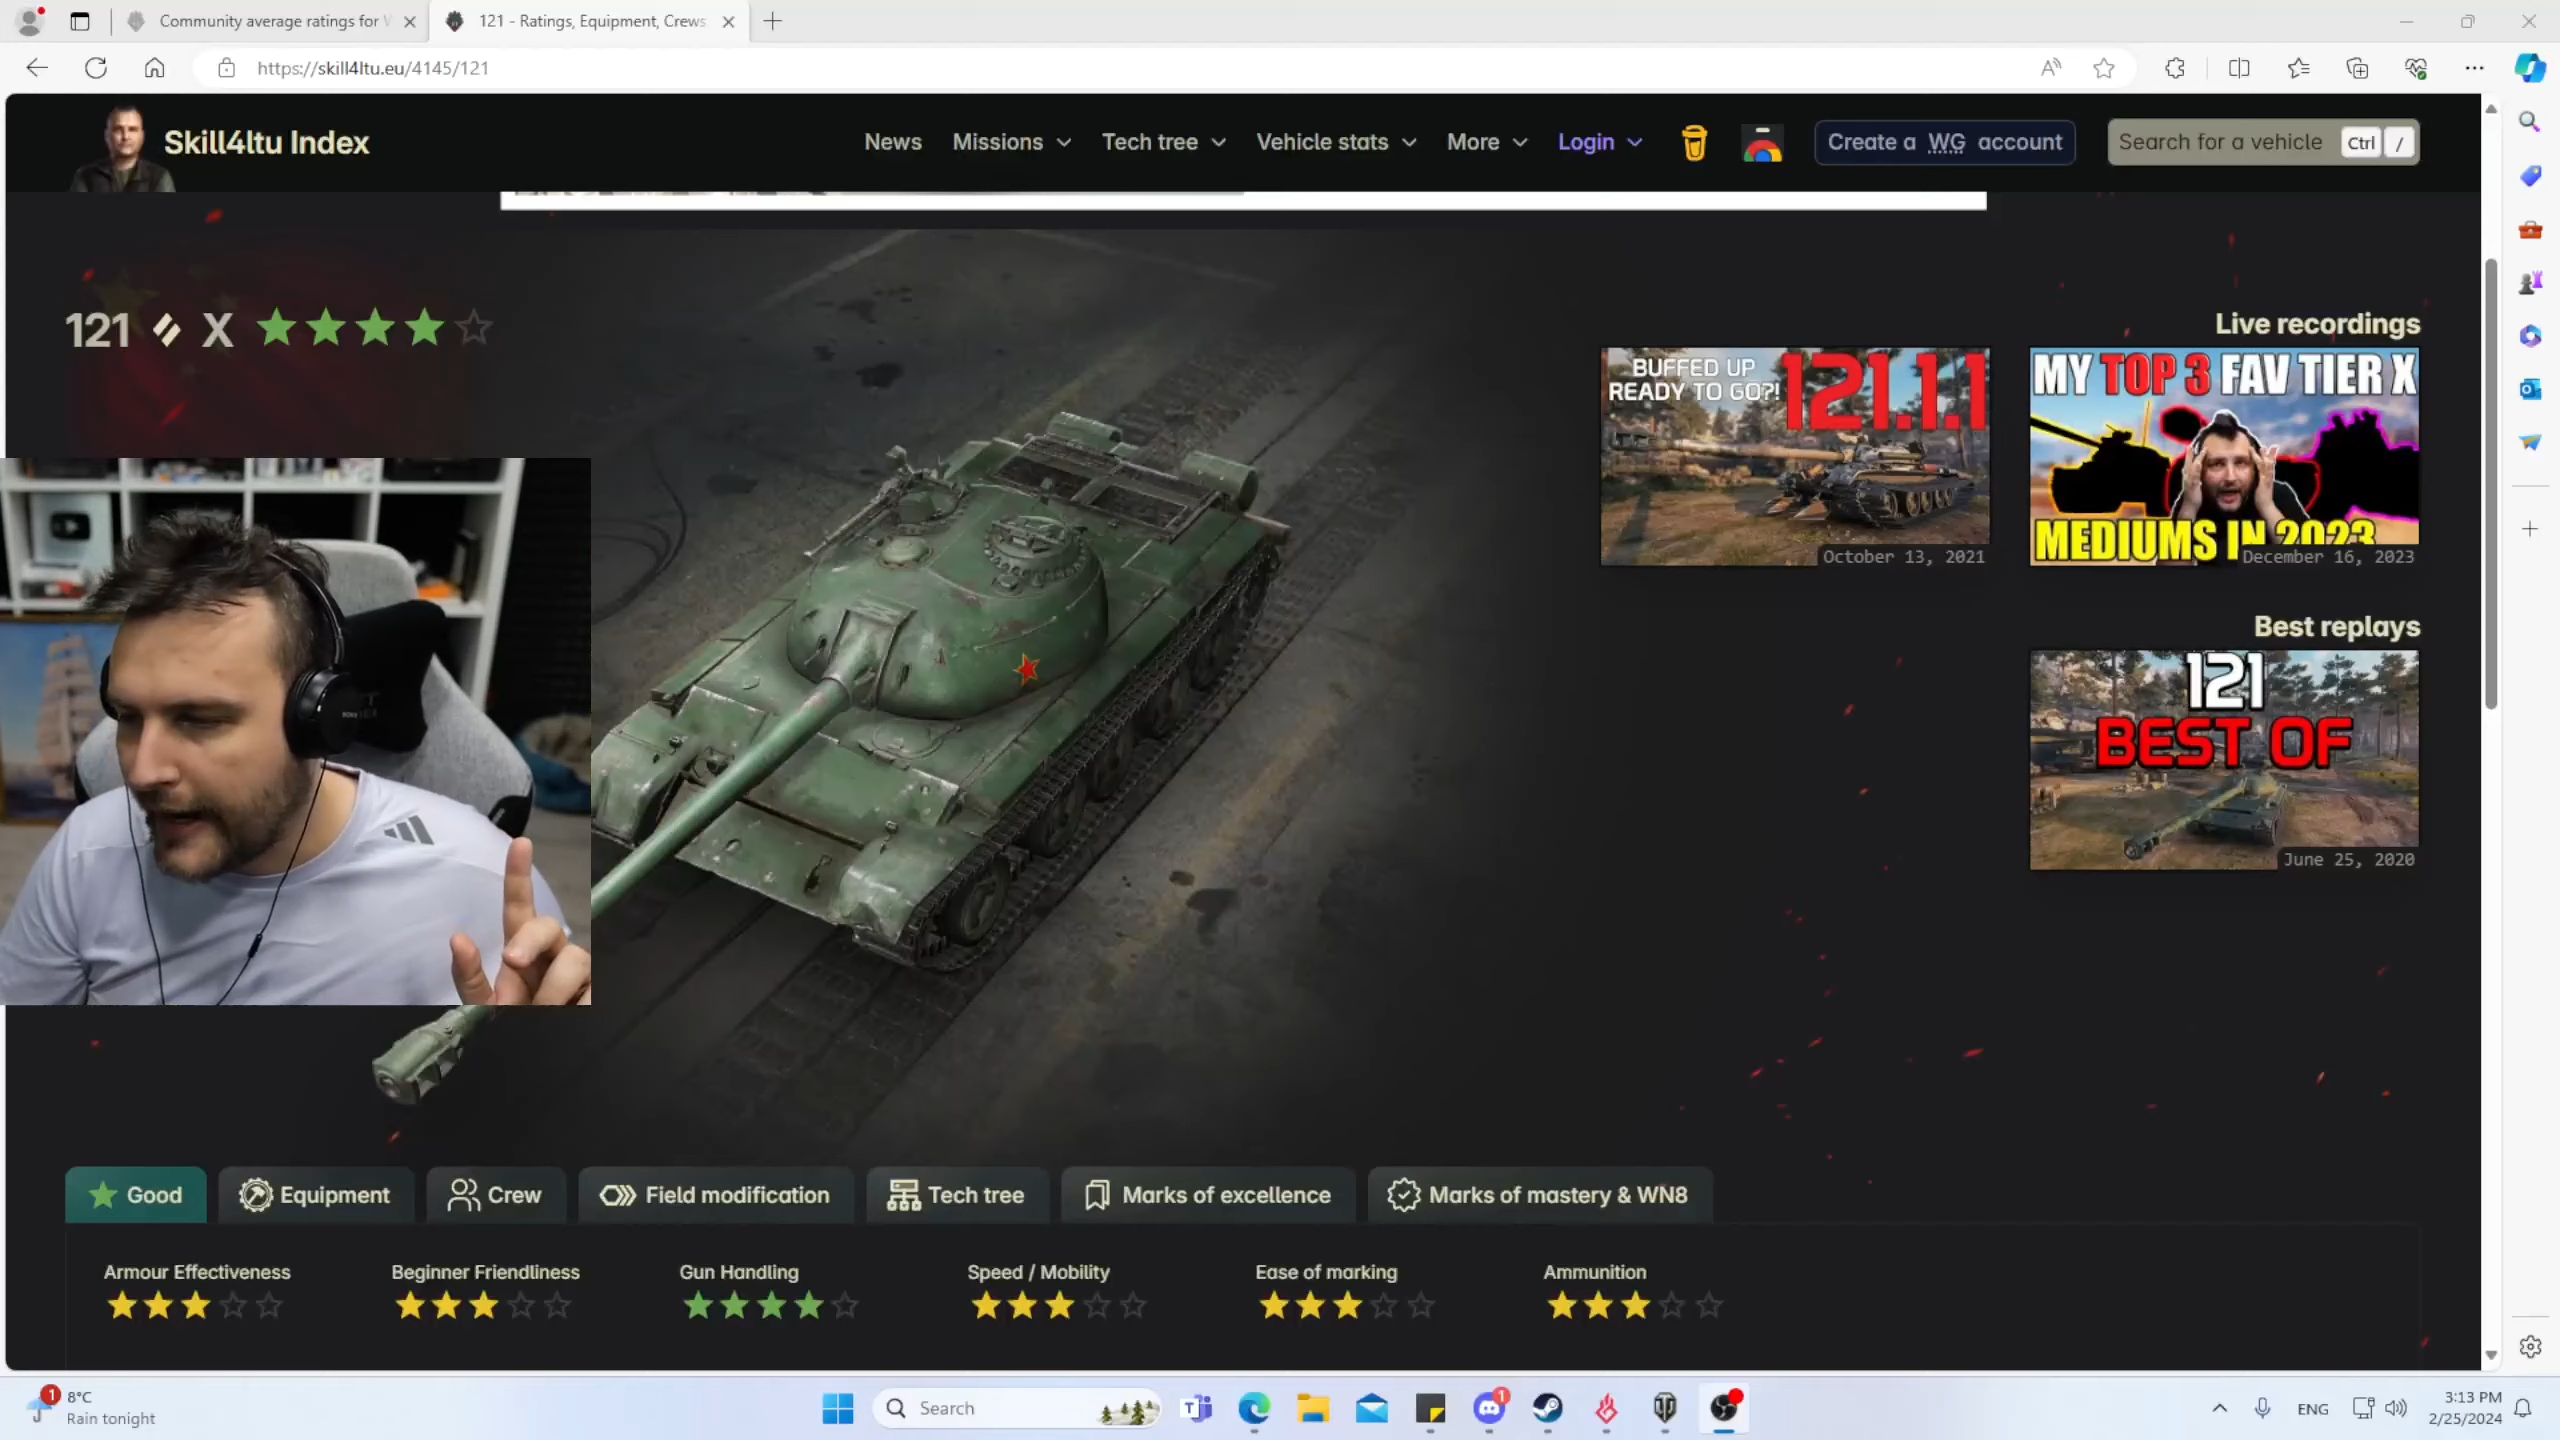 Community average ratings for W
121 - Ratings, Equipment, Crews
https://skill4ltu.eu/4145/121
Skill4ltu Index
News
Missions
Tech tree
Vehicle stats
More
Login
Create a WG account
Search for a vehicle
Ctrl
/
121 X
Live recordings
BUFFED UP
READY TO GO?!
121.1.1
October 13, 2021
MY TOP 3 FAV TIER X
MEDIUMS IN 2023
December 16, 2023
Best replays
121
BEST OF
June 25, 2020
Good
Equipment
Crew
Field modification
Tech tree
Marks of excellence
Marks of mastery & WN8
Armour Effectiveness
Beginner Friendliness
Gun Handling
Speed / Mobility
Ease of marking
Ammunition
1
8°C
Rain tonight
Search
1
ENG
3:13 PM
2/25/2024